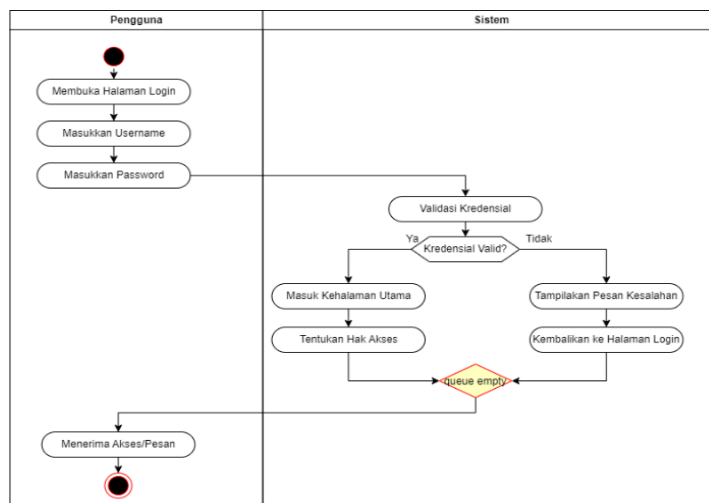 Pengguna
Sistem
Membuka Halaman Login
Masukkan Username
Masukkan Password
Validasi Kredensial
Ya
Kredensial Valid?
Tidak
Masuk Kehalaman Utama
Tampilakan Pesan Kesalahan
Tentukan Hak Akses
Kembalikan ke Halaman Login
queue empty
Menerima Akses/Pesan